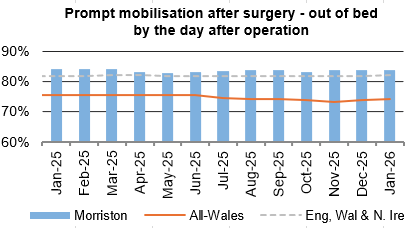 Prompt mobilisation after surgery - out of bed
by the day after operation
90%
80%
70%
60%
Jan-25
Feb-25
Mar-25
Apr-25
May-25
Jun-25
Jul-25
Aug-25
Sep-25
Oct-25
Nov-25
Dec-25
Jan-26
Morriston All-Wales Eng, Wal & N. Ire